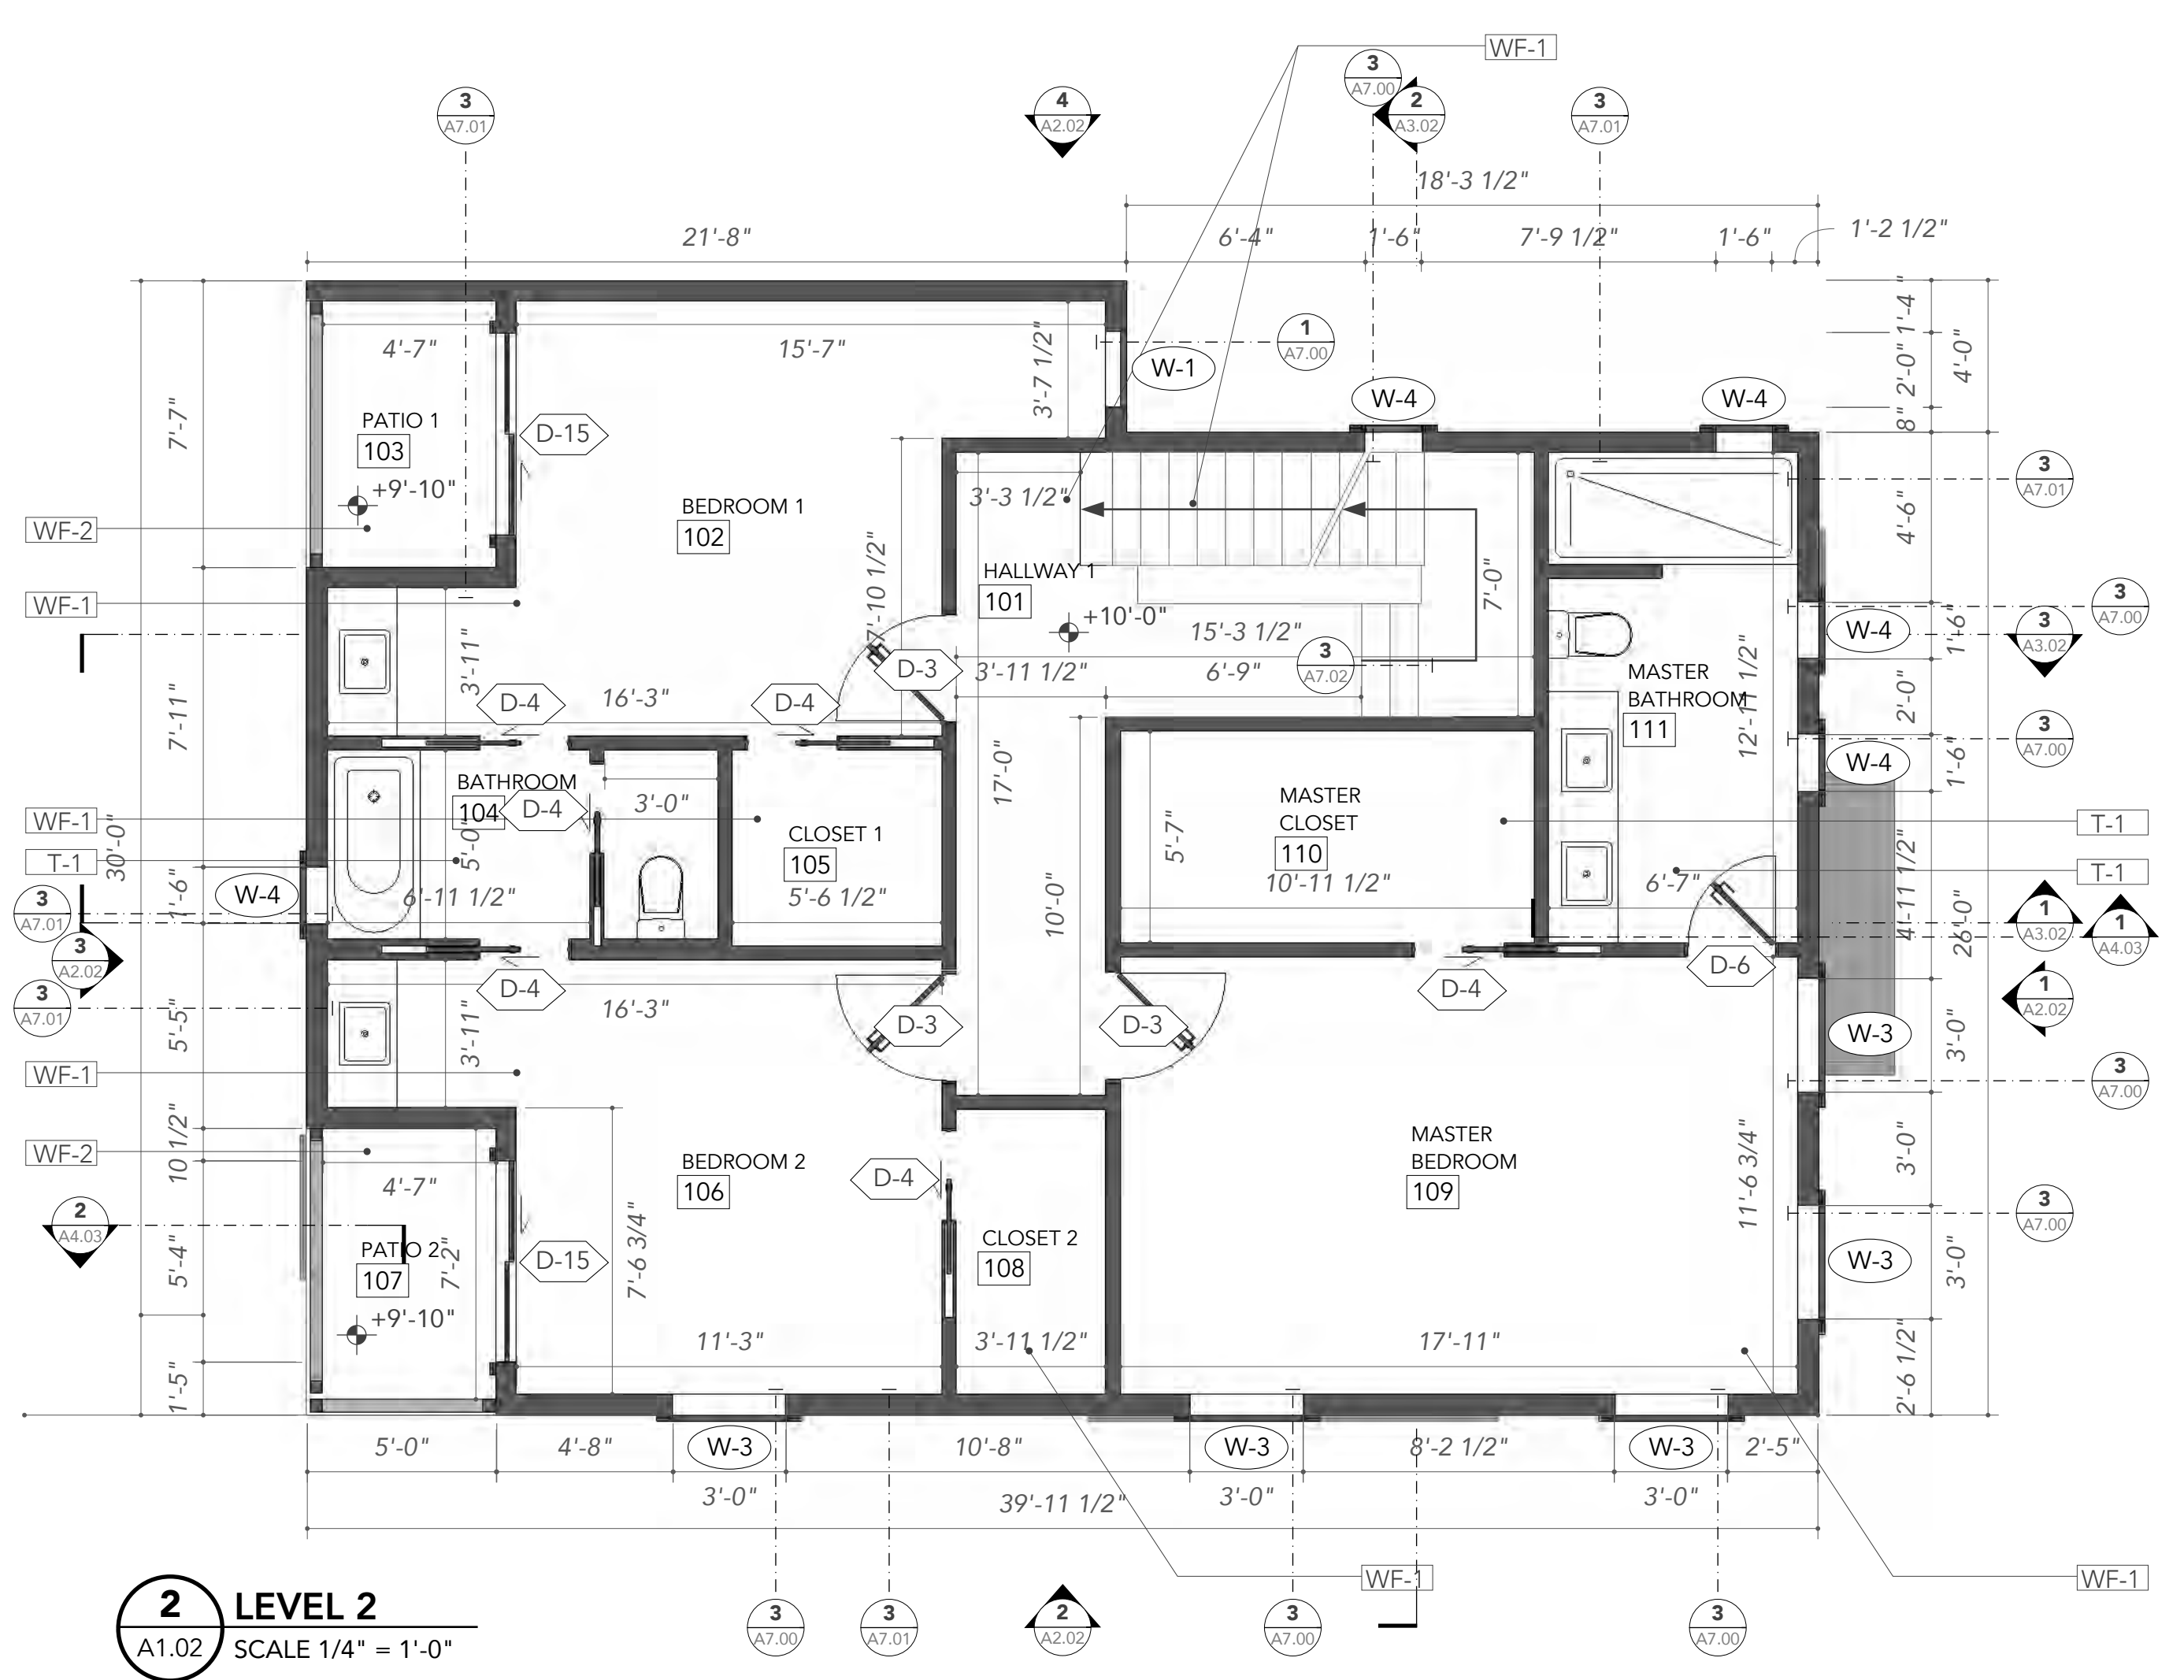 WF-1
3
A7.00
3
A7.01
4
A2.02
2
A3.02
3
A7.01
18'-3 1/2"
21'-8"
6'-4"
1'-6"
7'-9 1/2"
1'-6"
1'-2 1/2"
4'-7"
15'-7"
3'-7 1/2"
1
A7.00
W-1
1'-4"
2'-0"
8"
4'-0"
7'-7"
PATIO 1
103
+9'-10"
D-15
W-4
W-4
WF-2
BEDROOM 1
102
3'-3 1/2"
3
A7.01
4'-6"
7'-10 1/2"
HALLWAY 1
101
+10'-0"
7'-0"
WF-1
3
A7.00
W-4
1'-6"
3
A3.02
15'-3 1/2"
3'-11"
D-3
3'-11 1/2"
6'-9"
3
A7.02
MASTER
BATHROOM
111
12'-11 1/2"
7'-11"
D-4
16'-3"
D-4
2'-0"
3
A7.00
W-4
1'-6"
17'-0"
BATHROOM
104
D-4
3'-0"
MASTER
CLOSET
110
10'-11 1/2"
5'-7"
WF-1
30'-0"
T-1
5'-0"
CLOSET 1
105
5'-6 1/2"
T-1
T-1
6'-7"
4'-11 1/2"
W-4
1'-6"
6'-11 1/2"
3
A7.01
10'-0"
26'-0"
1
A3.02
1
A4.03
3
A2.02
D-6
D-4
D-4
1
A2.02
3
A7.01
5'-5"
3'-11"
16'-3"
D-3
D-3
W-3
3'-0"
WF-1
3
A7.00
10 1/2"
WF-2
4'-7"
BEDROOM 2
106
D-4
MASTER
BEDROOM
109
11'-6 3/4"
3'-0"
3
A7.00
2
A4.03
PATIO 2
107
7'-2"
+9'-10"
5'-4"
D-15
7'-6 3/4"
CLOSET 2
108
W-3
3'-0"
1'-5"
11'-3"
3'-11 1/2"
17'-11"
2'-6 1/2"
5'-0"
4'-8"
W-3
10'-8"
W-3
8'-2 1/2"
W-3
2'-5"
3'-0"
39'-11 1/2"
3'-0"
3'-0"
WF-1
WF-1
2
A1.02
LEVEL 2
SCALE 1/4" = 1'-0"
3
A7.00
3
A7.01
2
A2.02
3
A7.00
3
A7.00